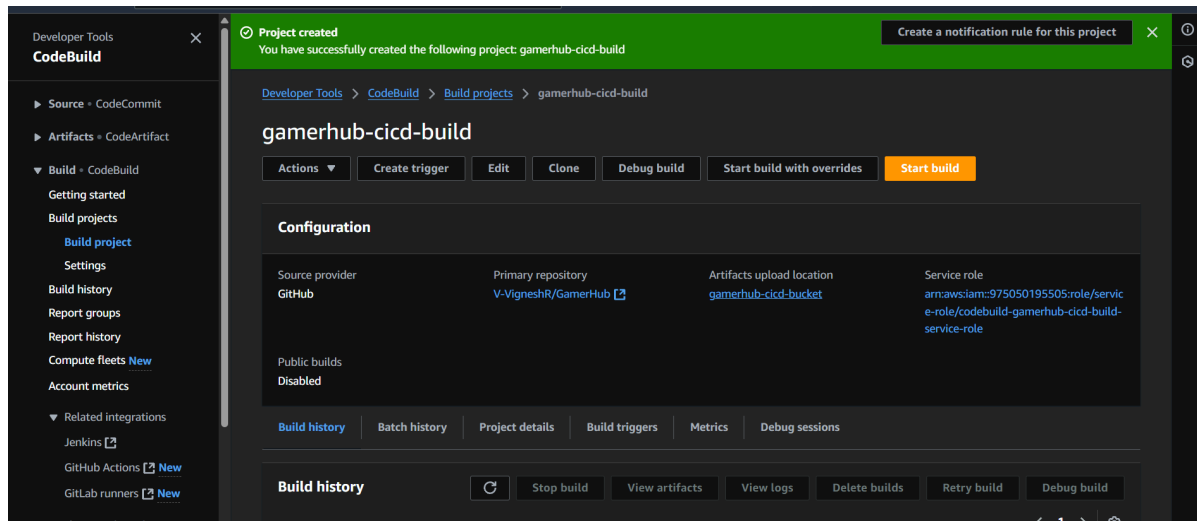 Developer Tools
CodeBuild
Source • CodeCommit
Artifacts • CodeArtifact
Build • CodeBuild
Getting started
Build projects
Build project
Settings
Build history
Report groups
Report history
Compute fleets New
Account metrics
Related integrations
Jenkins
GitHub Actions New
GitLab runners New
Project created
You have successfully created the following project: gamerhub-cicd-build
Create a notification rule for this project
Developer Tools > CodeBuild > Build projects > gamerhub-cicd-build
gamerhub-cicd-build
Actions Create trigger Edit Clone Debug build Start build with overrides Start build
Configuration
Source provider
GitHub
Primary repository
V-VigneshR/GamerHub
Artifacts upload location
gamerhub-cicd-bucket
Service role
arn:aws:iam::975050195505:role/servic
e-role/codebuild-gamerhub-cicd-build-
service-role
Public builds
Disabled
Build history Batch history Project details Build triggers Metrics Debug sessions
Build history
Stop build View artifacts View logs Delete builds Retry build Debug build
1